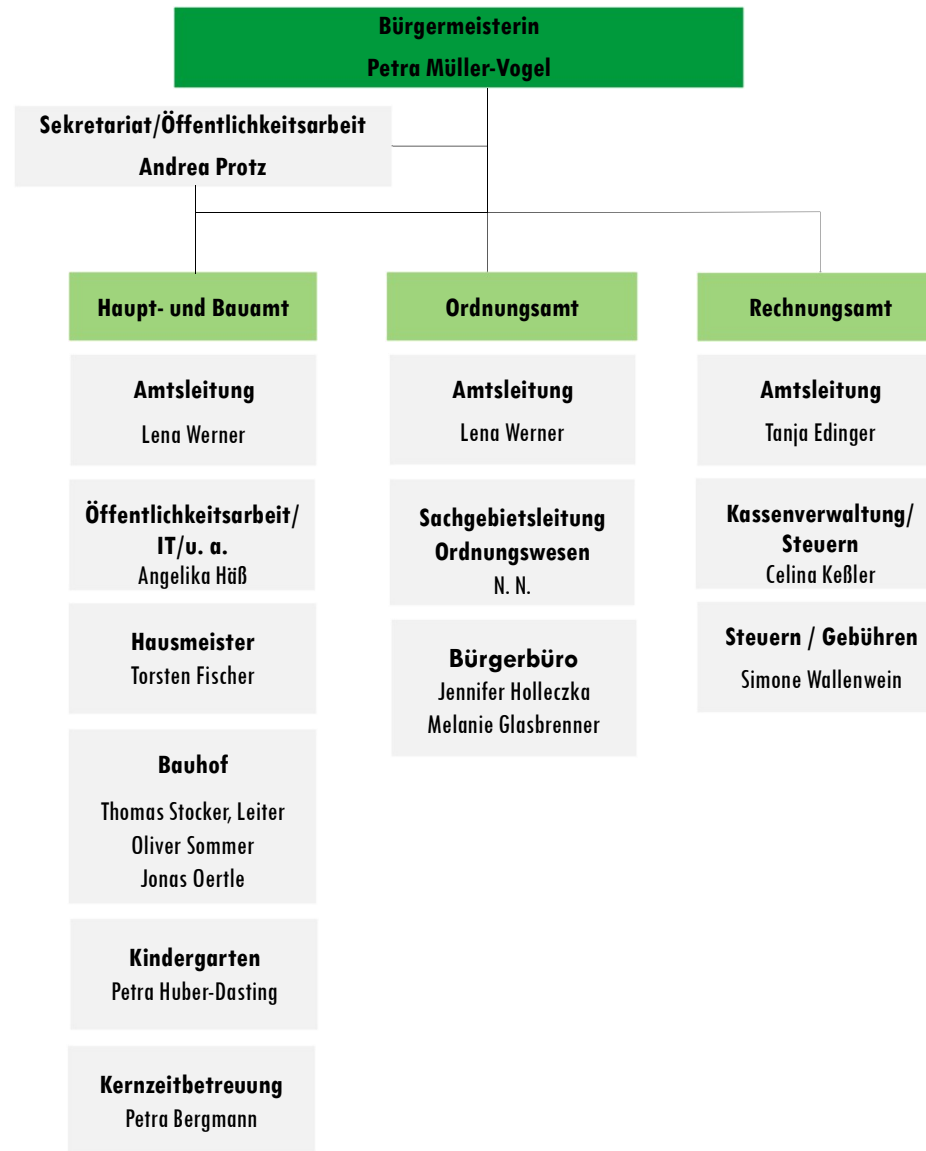 Bürgermeisterin
Petra Müller-Vogel
Sekretariat/Öffentlichkeitsarbeit
Andrea Protz
Haupt- und Bauamt
Amtsleitung
Lena Werner
Öffentlichkeitsarbeit/
IT/u. a.
Angelika Häß
Hausmeister
Torsten Fischer
Bauhof
Thomas Stocker, Leiter
Oliver Sommer
Jonas Oertle
Kindergarten
Petra Huber-Dasting
Kernzeitbetreuung
Petra Bergmann
Ordnungsamt
Amtsleitung
Lena Werner
Sachgebietsleitung
Ordnungswesen
N. N.
Bürgerbüro
Jennifer Holleczka
Melanie Glasbrenner
Rechnungsamt
Amtsleitung
Tanja Edinger
Kassenverwaltung/
Steuern
Celina Keßler
Steuern / Gebühren
Simone Wallenwein